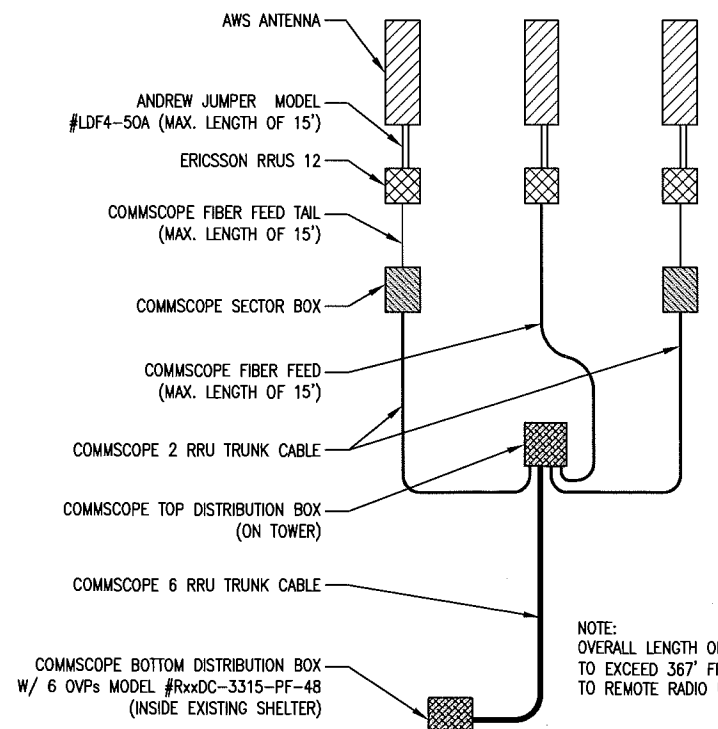 AWS ANTENNA
ANDREW JUMPER MODEL
#LDF4-50A (MAX. LENGTH OF 15')
ERICSSON RRUS 12
COMMSCOPE FIBER FEED TAIL
(MAX. LENGTH OF 15')
COMMSCOPE SECTOR BOX
COMMSCOPE FIBER FEED
(MAX. LENGTH OF 15')
COMMSCOPE 2 RRU TRUNK CABLE
COMMSCOPE TOP DISTRIBUTION BOX
(ON TOWER)
COMMSCOPE 6 RRU TRUNK CABLE
COMMSCOPE BOTTOM DISTRIBUTION BOX
W/ 6 OVPs MODEL #RxxDC-3315-PF-48
(INSIDE EXISTING SHELTER)
NOTE:
OVERALL LENGTH
TO EXCEED 367'
TO REMOTE RADIO